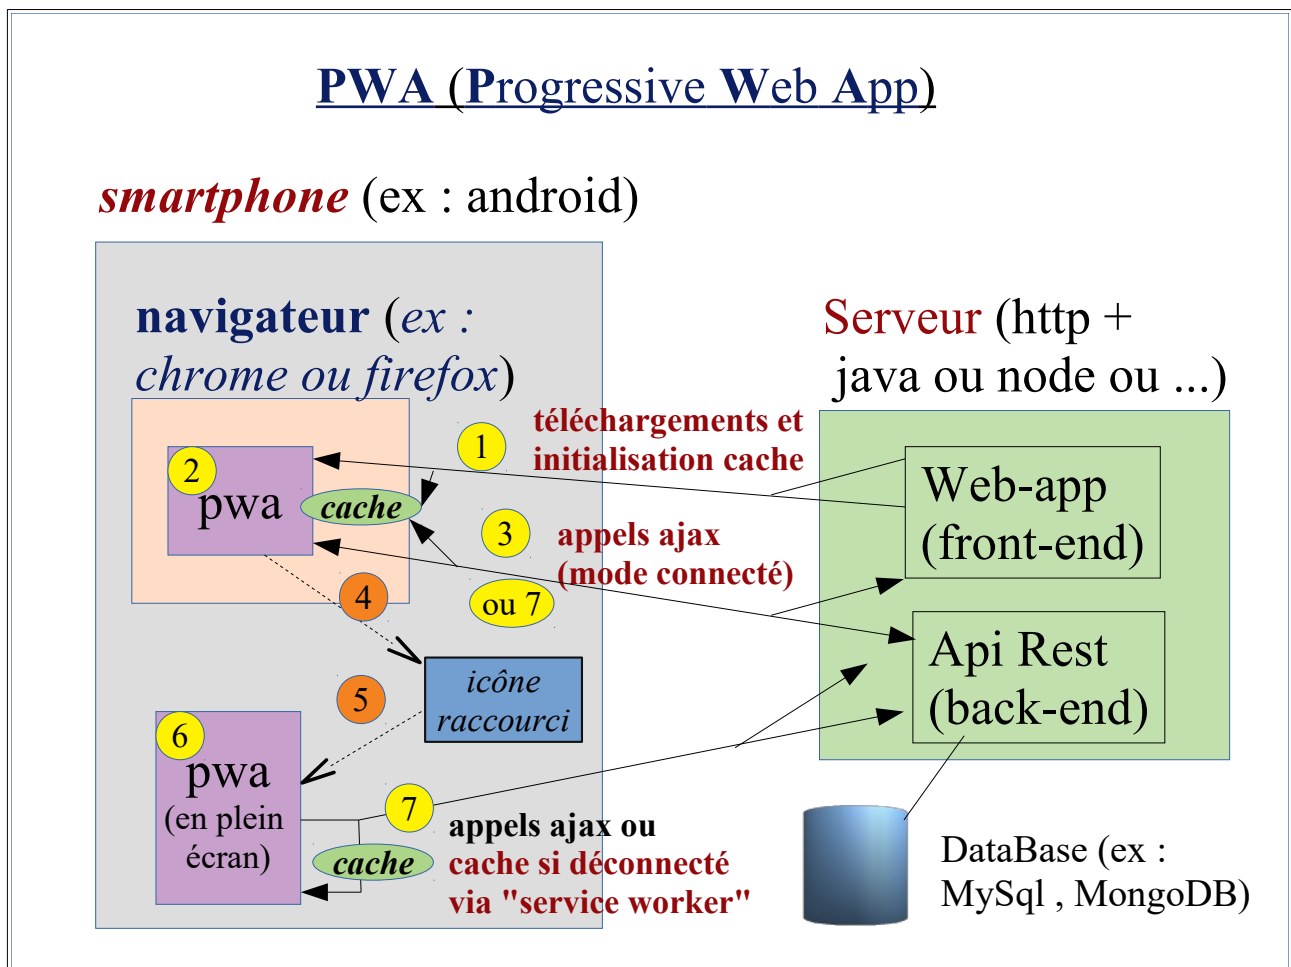 PWA (Progressive Web App)
smartphone (ex : android)
navigateur (ex :
chrome ou firefox)
Serveur (http +
java ou node ou ...)
1
téléchargements et
initialisation cache
2
pwa
cache
Web-app
(front-end)
3
appels ajax
(mode connecté)
ou 7
4
Api Rest
(back-end)
5
icône
raccourci
6
pwa
(en plein
écran)
7
cache
appels ajax ou
cache si déconnecté
via "service worker"
DataBase (ex :
MySql , MongoDB)